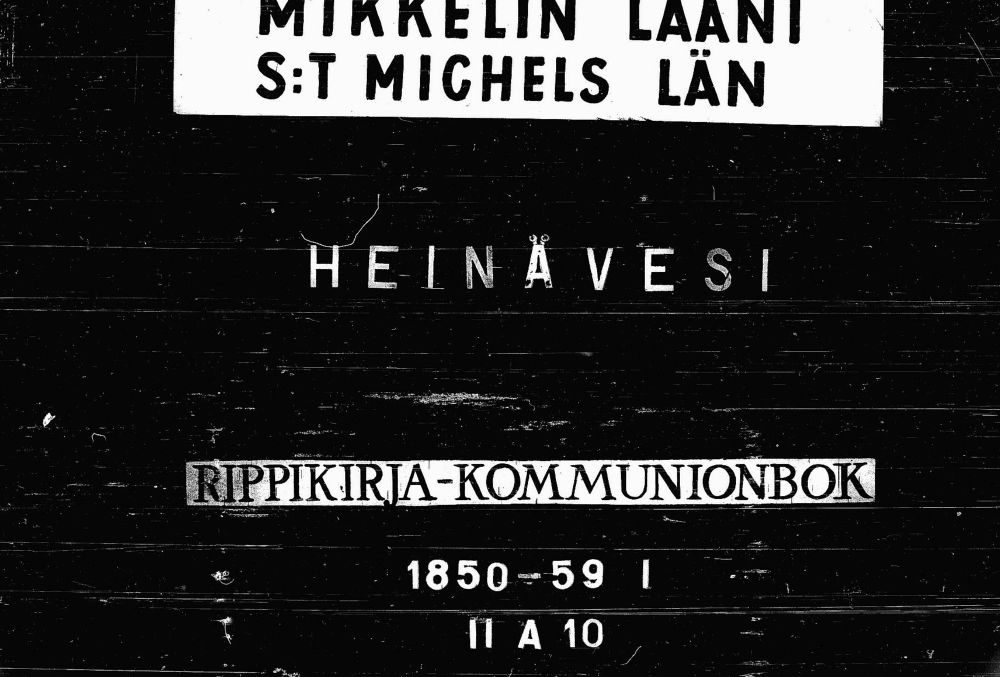 MIKKELIN LÄÄNI
S:T MICHELS LÄN
HEINÄVESI
RIPPIKIRJA-KOMMUNIONBOK
1850-59 I
II A 10